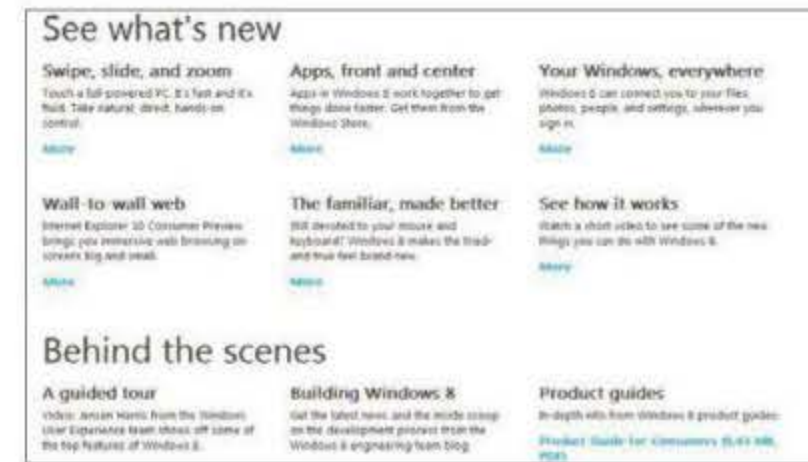 See what's new
Swipe, slide, and zoom
Touch a full-powered PC. It's fast and it's
fluid. Take natural, direct, hands-on
control.
More
Apps, front and center
Apps in Windows 8 work together to get
things done faster. Get them from the
Windows Store.
More
Your Windows, everywhere
Windows 8 can connect you to your files,
photos, people, and settings, wherever you
sign in.
More
Wall-to-wall web
Internet Explorer 10 Consumer Preview
brings you immersive web browsing on
screens big and small.
More
The familiar, made better
Still devoted to your mouse and
keyboard? Windows 8 makes the tried-
and-true feel brand-new.
More
See how it works
Watch a short video to see some of the new
things you can do with Windows 8.
More
Behind the scenes
A guided tour
Video: Jensen Harris from the Windows
User Experience team shows off some of
the top features of Windows 8.
Building Windows 8
Get the latest news and the inside scoop
on the development process from the
Windows 8 engineering team blog.
Product guides
In-depth info from Windows 8 product guides:
Product Guide for Consumers MB,
PDF)